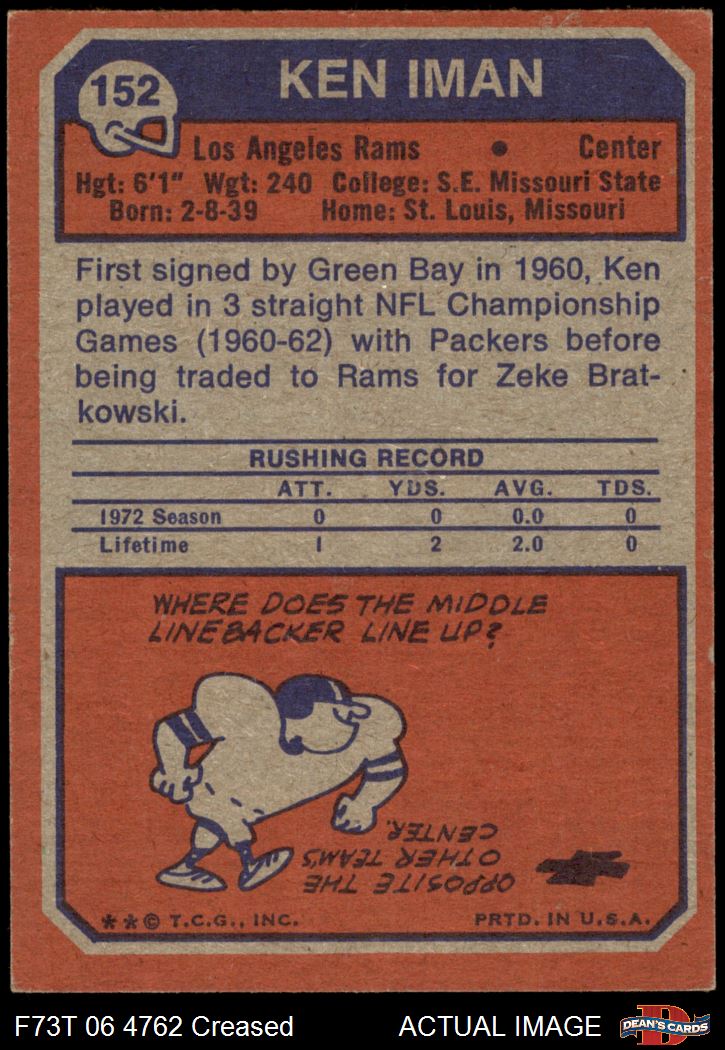 152
KEN IMAN
Los Angeles Rams • Center
Hgt: 6'1" Wgt: 240 College: S.E. Missouri State
Born: 2-8-39 Home: St. Louis, Missouri
First signed by Green Bay in 1960, Ken
played in 3 straight NFL Championship
Games (1960-62) with Packers before
being traded to Rams for Zeke Brat-
kowski.
RUSHING RECORD
ATT. YDS. AVG. TDS.
1972 Season 0 0 0.0 0
Lifetime 1 2 2.0 0
WHERE DOES THE MIDDLE
LINEBACKER LINE UP?
OPPOSITE THE
OTHER TEAM'S
CENTER.
**© T.C.G., INC. PRTD. IN U.S.A.
F73T 06 4762 Creased ACTUAL IMAGE
D
DEAN'S CARDS